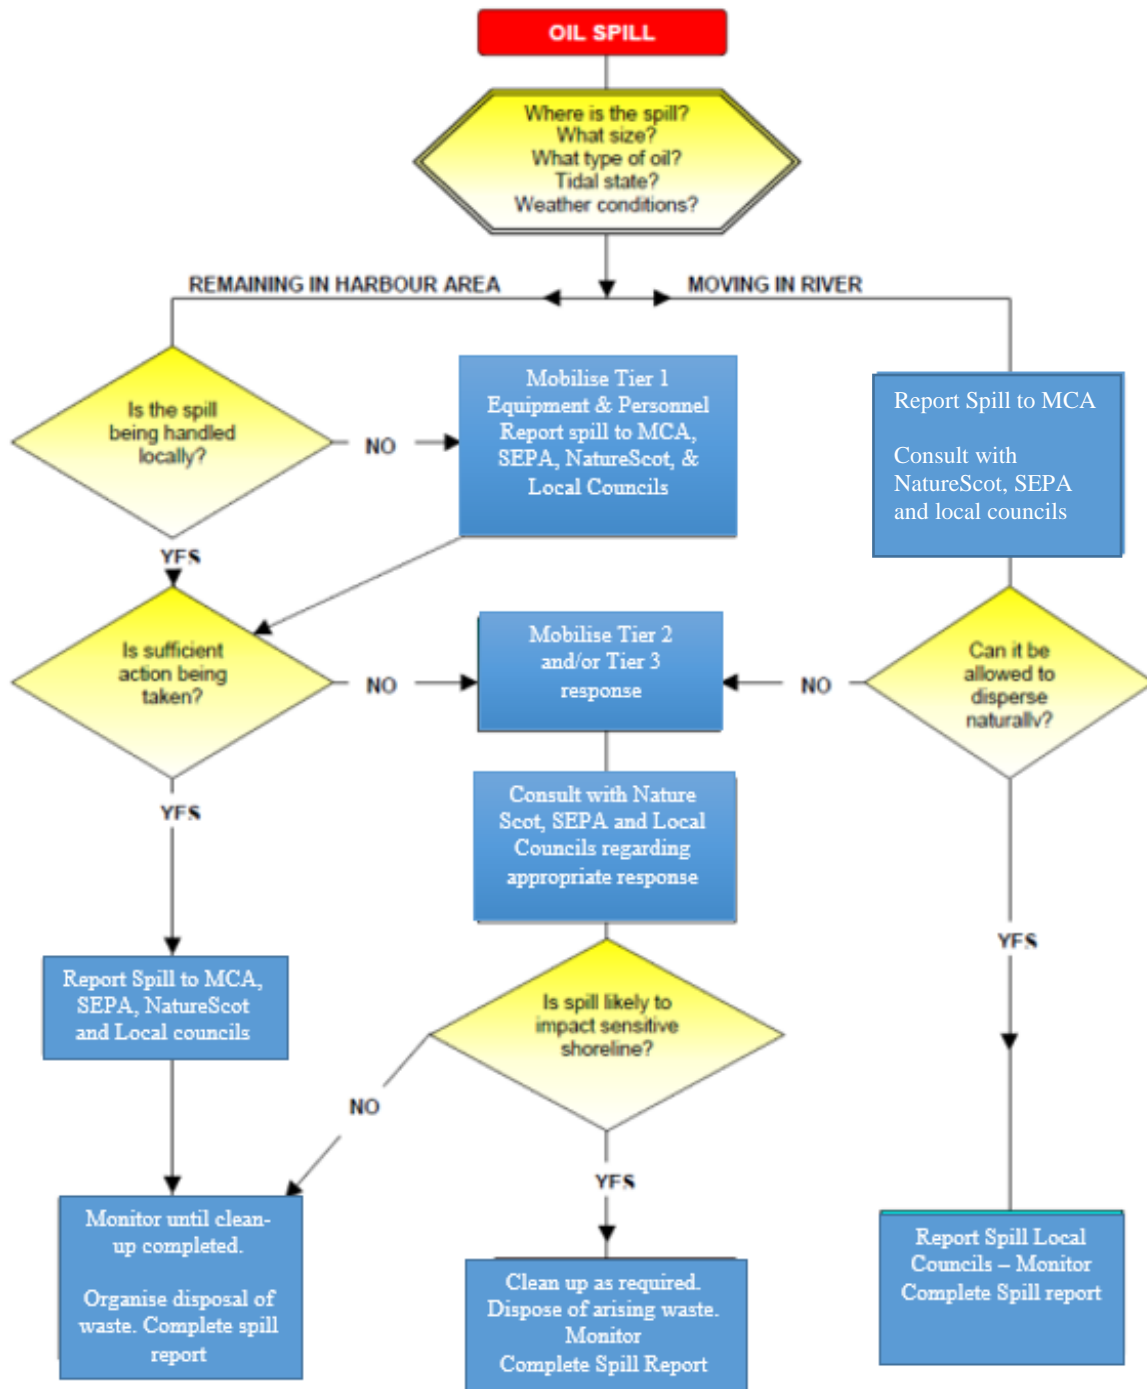 OIL SPILL
Where is the spill?
What size?
What type of oil?
Tidal state?
Weather conditions?
REMAINING IN HARBOUR AREA
MOVING IN RIVER
Is the spill
being handled
locally?
NO
Mobilise Tier 1
Equipment & Personnel
Report spill to MCA,
SEPA, NatureScot, &
Local Councils
Report Spill to MCA
Consult with
NatureScot, SEPA
and local councils
YES
Is sufficient
action being
taken?
NO
Mobilise Tier 2
and/or Tier 3
response
NO
Can it be
allowed to
disperse
naturally?
YES
Consult with Nature
Scot, SEPA and Local
Councils regarding
appropriate response
YES
Report Spill to MCA,
SEPA, NatureScot
and Local councils
Is spill likely to
impact sensitive
shoreline?
NO
YES
Monitor until clean-
up completed.
Organise disposal of
waste. Complete spill
report
Clean up as required.
Dispose of arising waste.
Monitor
Complete Spill Report
Report Spill Local
Councils – Monitor
Complete Spill report